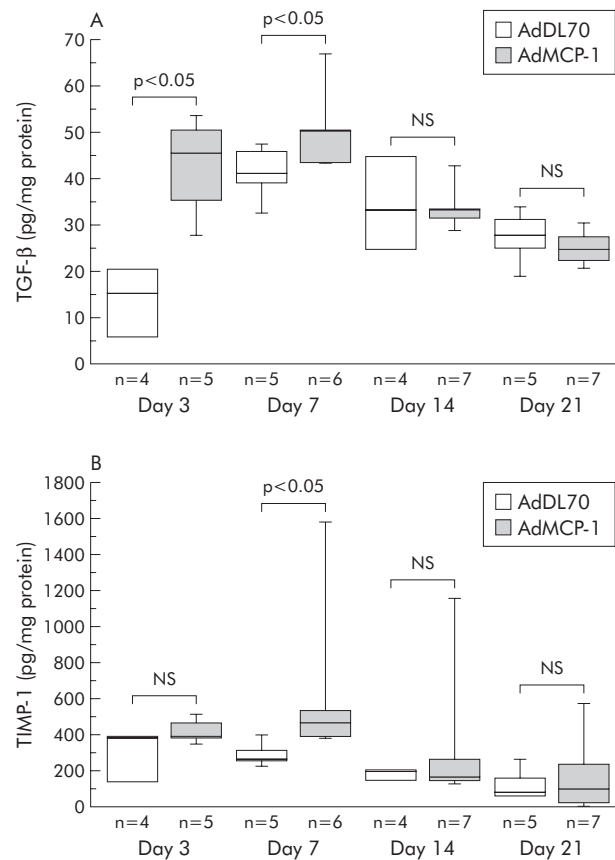 A
AdDL70
AdMCP-1
TGF-β (pg/mg protein)
70
60
50
40
30
20
10
0
p<0.05
p<0.05
NS
NS
n=4 n=5 n=5 n=6 n=4 n=7 n=5 n=7
Day 3 Day 7 Day 14 Day 21
B
AdDL70
AdMCP-1
TIMP-1 (pg/mg protein)
1800
1600
1400
1200
1000
800
600
400
200
0
NS
p<0.05
NS
NS
n=4 n=5 n=5 n=6 n=4 n=7 n=5 n=7
Day 3 Day 7 Day 14 Day 21